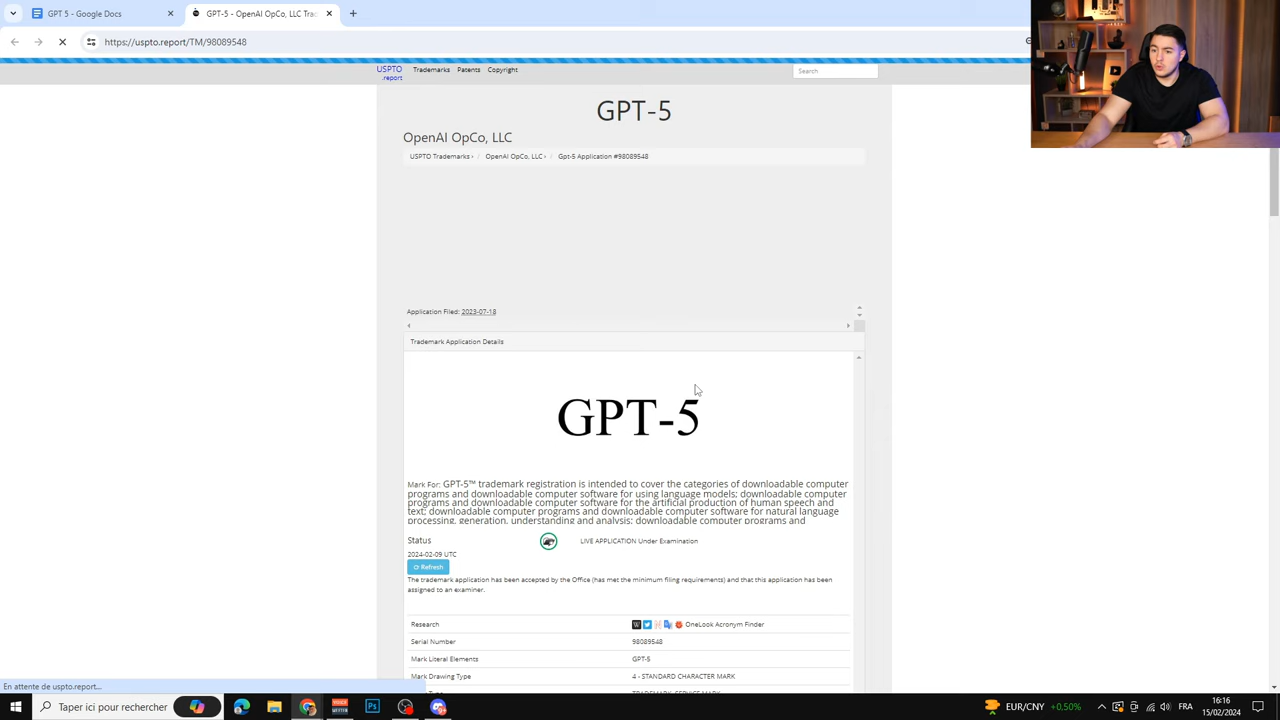 GPT 5 - Google Docs
GPT-5 - OpenAI OpCo, LLC Trac
https://uspto.report/TM/98089548
USPTO
.report
Trademarks Patents Copyright
Search
GPT-5
OpenAI OpCo, LLC
USPTO Trademarks › / OpenAI OpCo, LLC › / Gpt-5 Application #98089548
Application Filed: 2023-07-18
Trademark Application Details
GPT-5
Mark For: GPT-5™ trademark registration is intended to cover the categories of downloadable computer
programs and downloadable computer software for using language models; downloadable computer
programs and downloadable computer software for the artificial production of human speech and
text; downloadable computer programs and downloadable computer software for natural language
processing, generation, understanding and analysis; downloadable computer programs and
Status
LIVE APPLICATION Under Examination
2024-02-09 UTC
Refresh
The trademark application has been accepted by the Office (has met the minimum filing requirements) and that this application has been
assigned to an examiner.
Research
W OneLook Acronym Finder
Serial Number 98089548
Mark Literal Elements GPT-5
Mark Drawing Type 4 - STANDARD CHARACTER MARK
En attente de uspto.report...
Taper ici pour rechercher
VOICE
METER
Ps
EUR/CNY +0,50%
FRA
16:16
15/02/2024